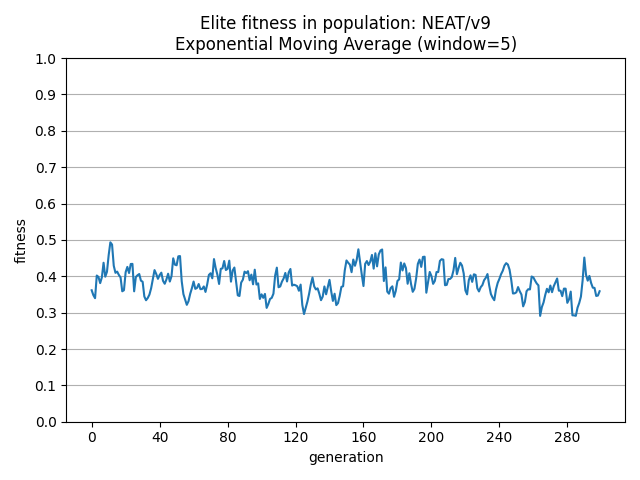 Elite fitness in population: NEAT/v9
Exponential Moving Average (window=5)
1.0
0.9
0.8
0.7
0.6
0.5
0.4
0.3
0.2
0.1
0.0
fitness
0 40 80 120 160 200 240 280
generation